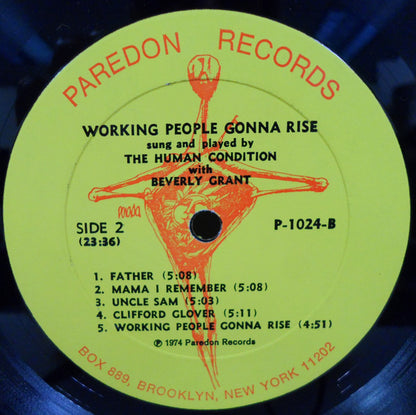 PAREDON RECORDS
WORKING PEOPLE GONNA RISE
sung and played by
THE HUMAN CONDITION
with
BEVERLY GRANT
SIDE 2
(23:36)
P-1024-B
1. FATHER (5:08)
2. MAMA I REMEMBER (5:08)
3. UNCLE SAM (5:03)
4. CLIFFORD GLOVER (5:11)
5. WORKING PEOPLE GONNA RISE (4:51)
℗ 1974 Paredon Records
BOX 889, BROOKLYN, NEW YORK 11202